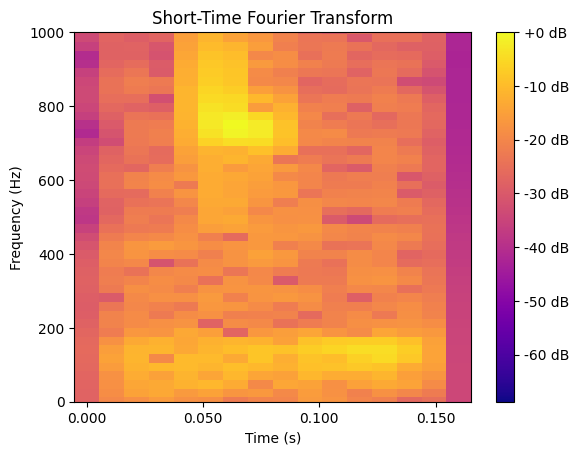 Short-Time Fourier Transform
1000
800
600
400
200
0
Frequency (Hz)
0.000
0.050
0.100
0.150
Time (s)
+0 dB
-10 dB
-20 dB
-30 dB
-40 dB
-50 dB
-60 dB